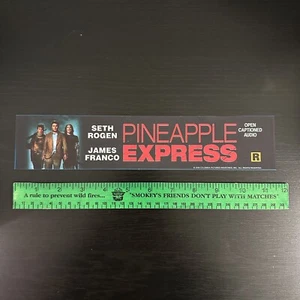 SETH
ROGEN
JAMES
FRANCO
PINEAPPLE
EXPRESS
OPEN
CAPTIONED
AUDIO
R
A rule to prevent wild fires... "SMOKEY'S FRIENDS DON'T PLAY WITH MATCHES"